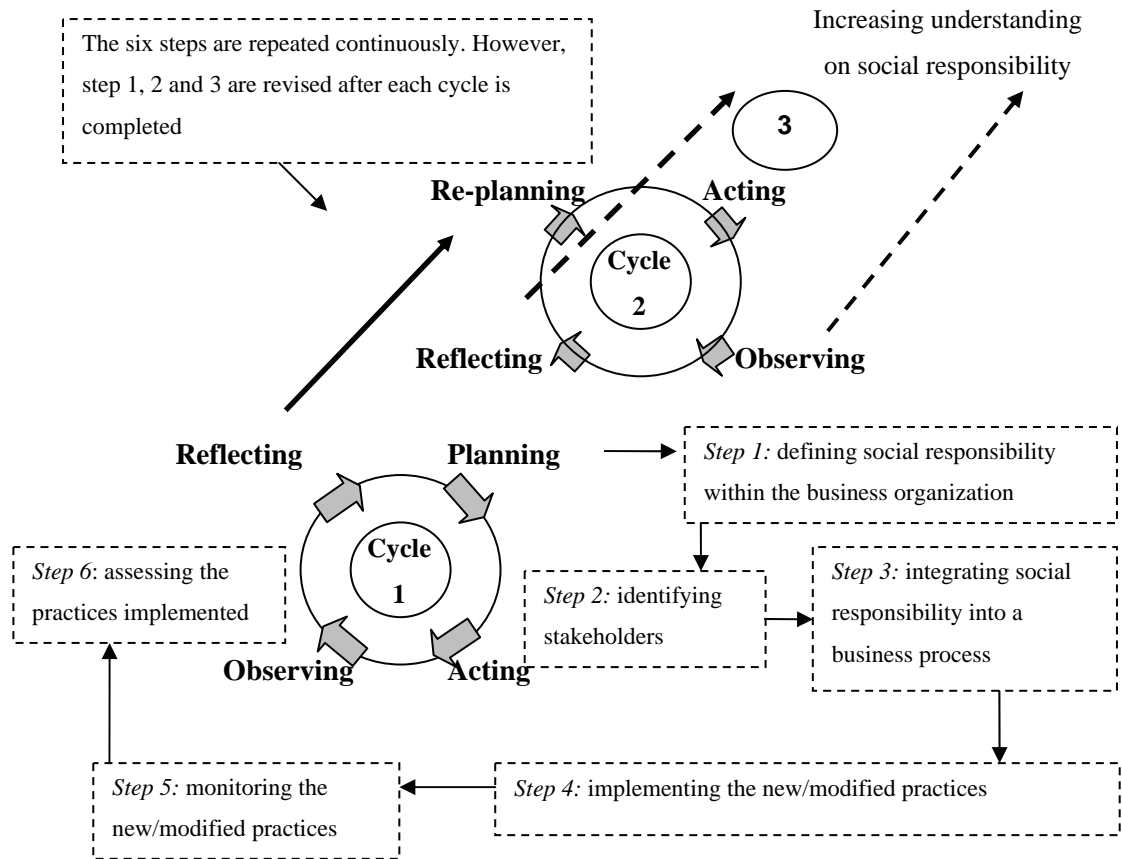 The six steps are repeated continuously. However,
step 1, 2 and 3 are revised after each cycle is
completed
Increasing understanding
on social responsibility
3
Re-planning
Acting
Cycle
2
Reflecting
Observing
Reflecting
Planning
Cycle
1
Observing
Acting
Step 1: defining social responsibility
within the business organization
Step 2: identifying
stakeholders
Step 3: integrating social
responsibility into a
business process
Step 4: implementing the new/modified practices
Step 5: monitoring the
new/modified practices
Step 6: assessing the
practices implemented